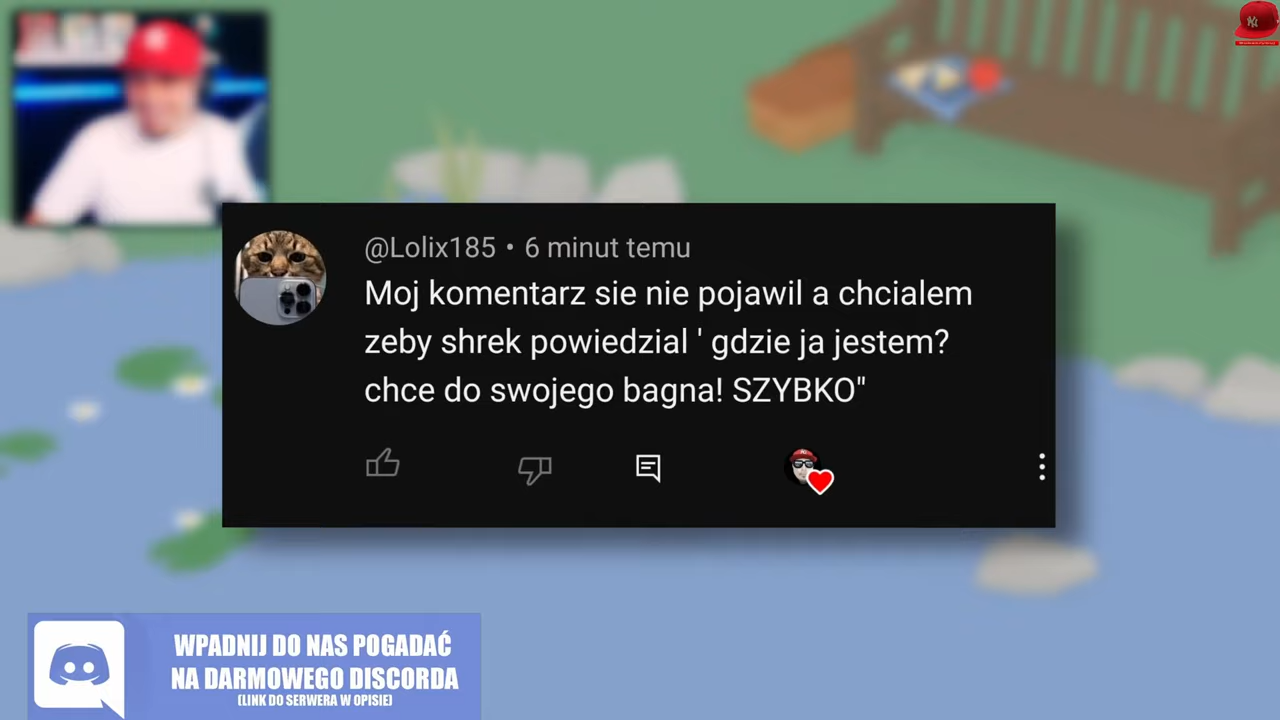 @Lolix185 • 6 minut temu
Moj komentarz sie nie pojawil a chcialem
zeby shrek powiedzial ' gdzie ja jestem?
chce do swojego bagna! SZYBKO"
WPADNIJ DO NAS POGADAĆ
NA DARMOWEGO DISCORDA
(LINK DO SERWERA W OPISIE)